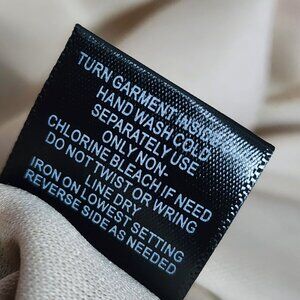 TURN GARMENT INSIDE
HAND WASH COLD
SEPARATELY USE
ONLY NON-
CHLORINE BLEACH IF NEED
DO NOT TWIST OR WRING
LINE DRY
IRON ON LOWEST SETTING
REVERSE SIDE AS NEEDED